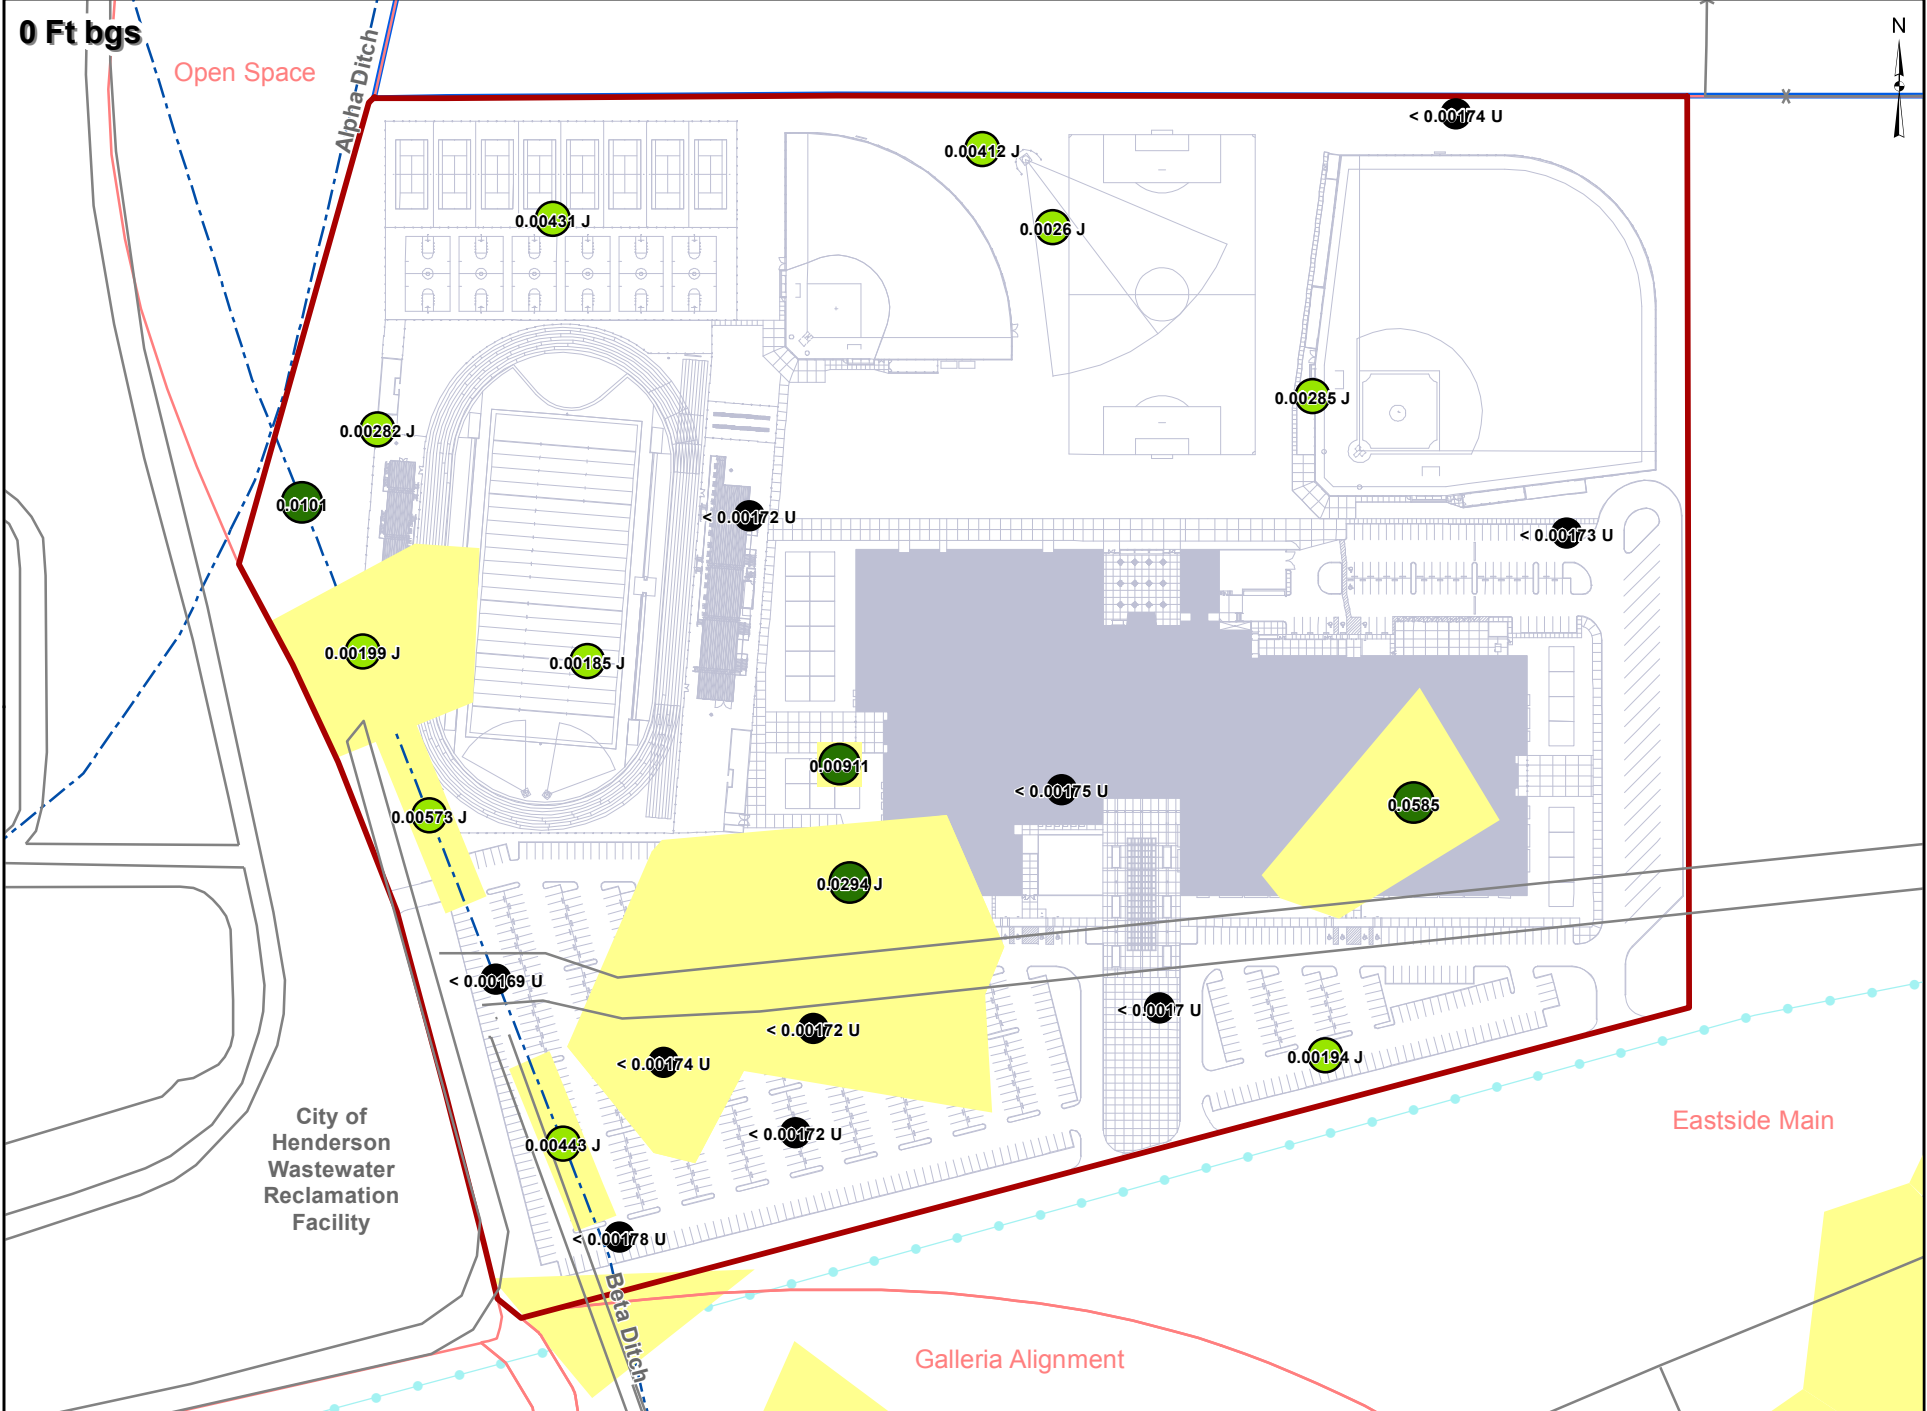 0 Ft bgs
N
Open Space
Alpha Ditch
< 0.00174 U
0.00412 J
0.00431 J
0.0026 J
0.00285 J
0.00282 J
0.0101
< 0.00172 U
< 0.00173 U
0.00199 J
0.00185 J
0.00911
0.00573 J
< 0.00175 U
0.0585
0.0294 J
< 0.00169 U
< 0.0017 U
< 0.00172 U
< 0.00174 U
0.00194 J
< 0.00172 U
0.00443 J
City of
Henderson
Wastewater
Reclamation
Facility
Eastside Main
< 0.00178 U
Beta Ditch
Galleria Alignment